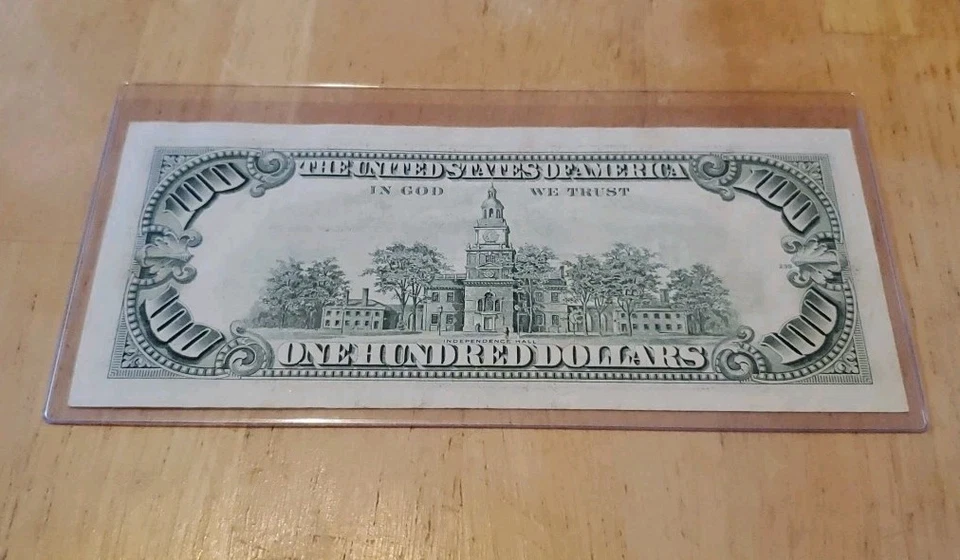 THE UNITED STATES OF AMERICA
100 100
IN GOD WE TRUST
INDEPENDENCE HALL
100 100
ONE HUNDRED DOLLARS